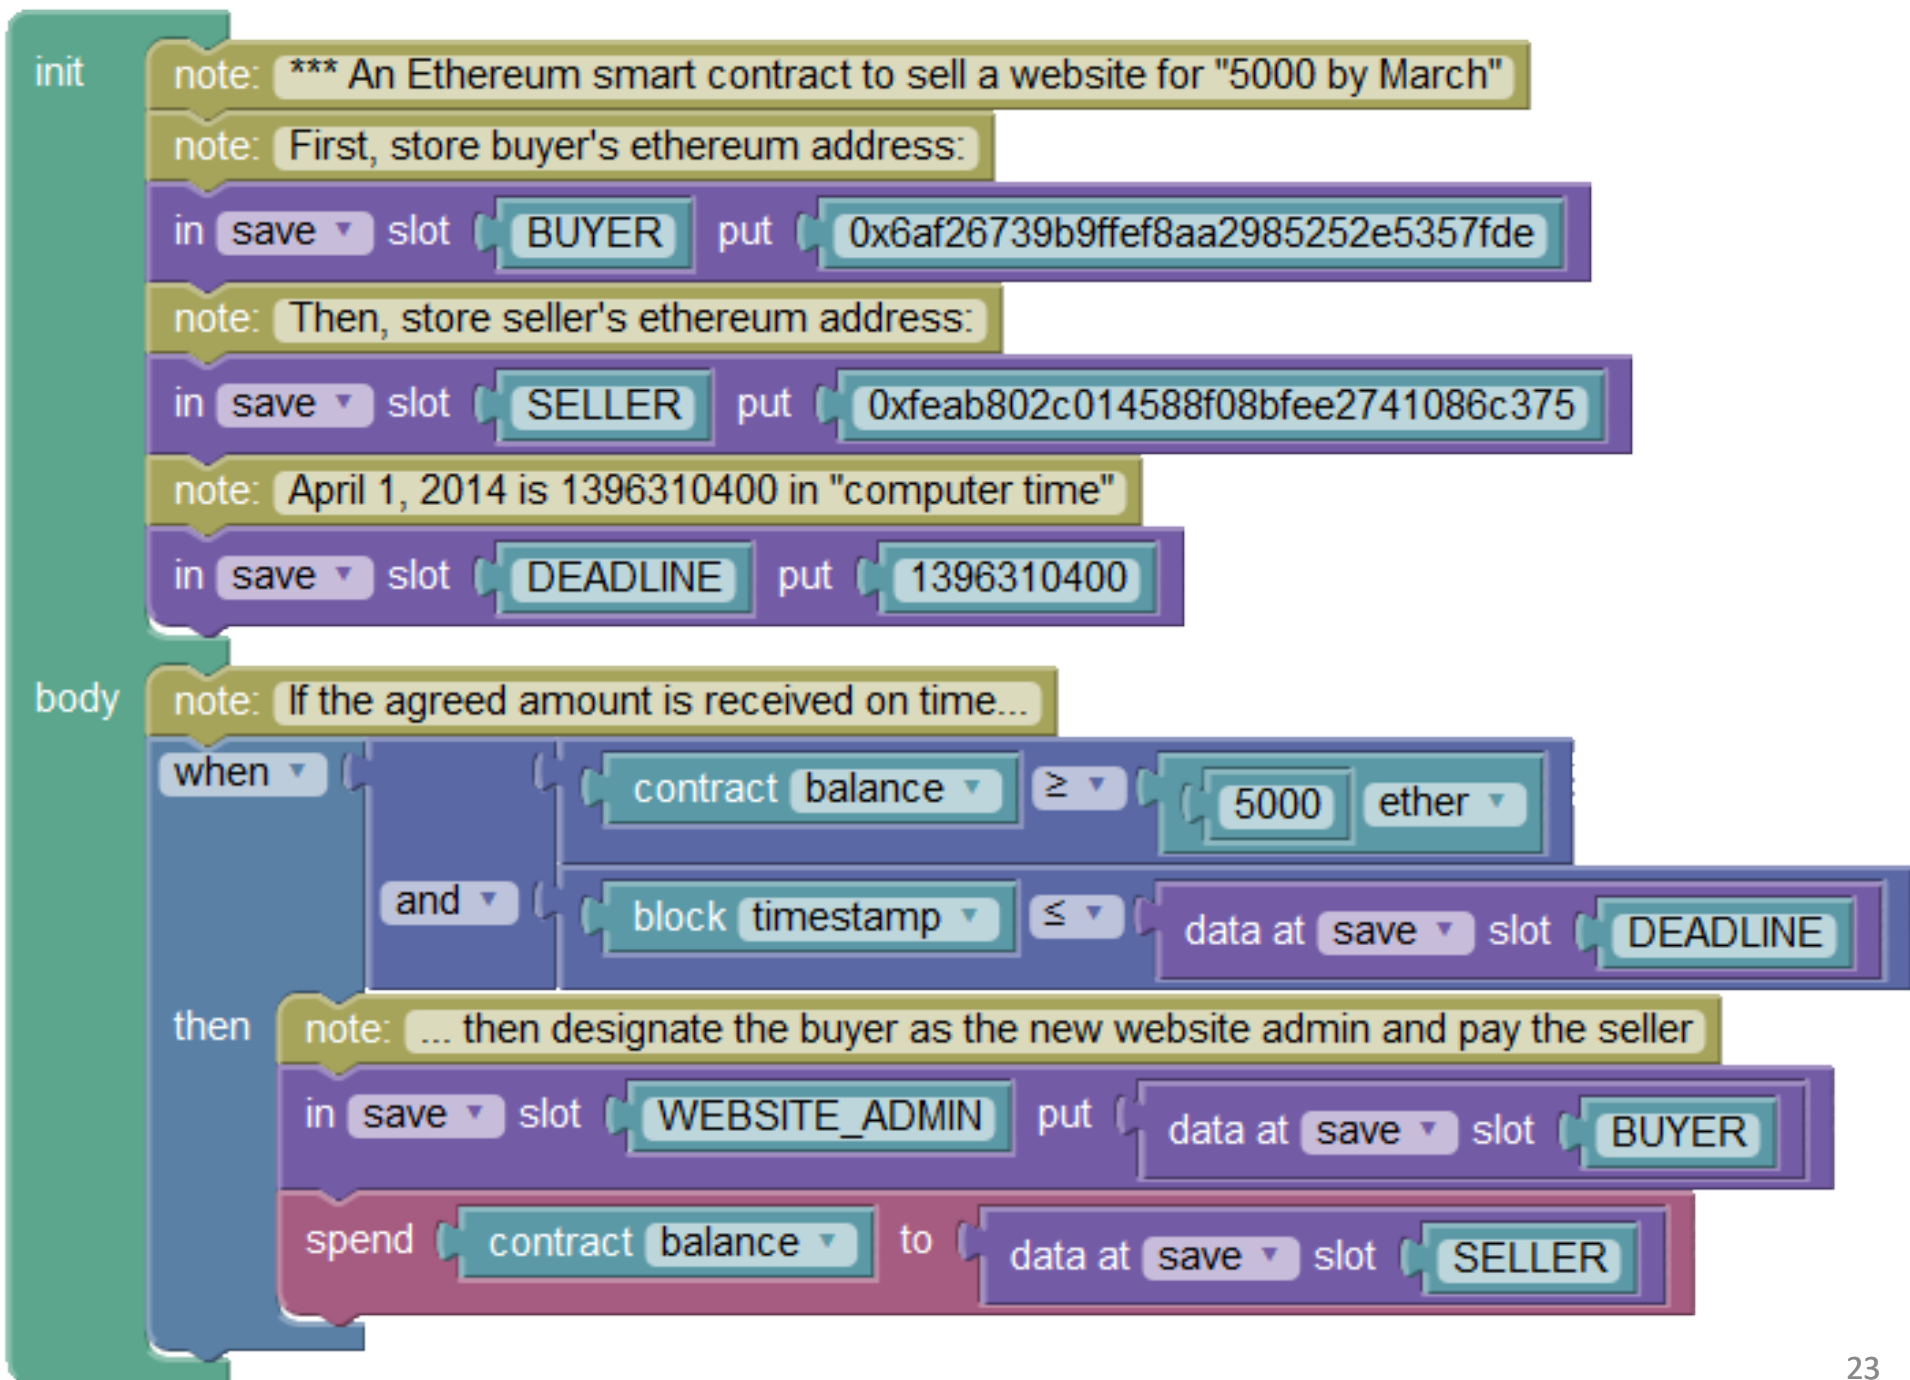 init note: *** An Ethereum smart contract to sell a website for "5000 by March"
note: First, store buyer's ethereum address:
in save slot BUYER put 0x6af26739b9ffef8aa2985252e5357fde
note: Then, store seller's ethereum address:
in save slot SELLER put 0xfeab802c014588f08bfee2741086c375
note: April 1, 2014 is 1396310400 in "computer time"
in save slot DEADLINE put 1396310400
body note: If the agreed amount is received on time...
when contract balance ≥ 5000 ether
and block timestamp ≤ data at save slot DEADLINE
then note: ... then designate the buyer as the new website admin and pay the seller
in save slot WEBSITE_ADMIN put data at save slot BUYER
spend contract balance to data at save slot SELLER
23